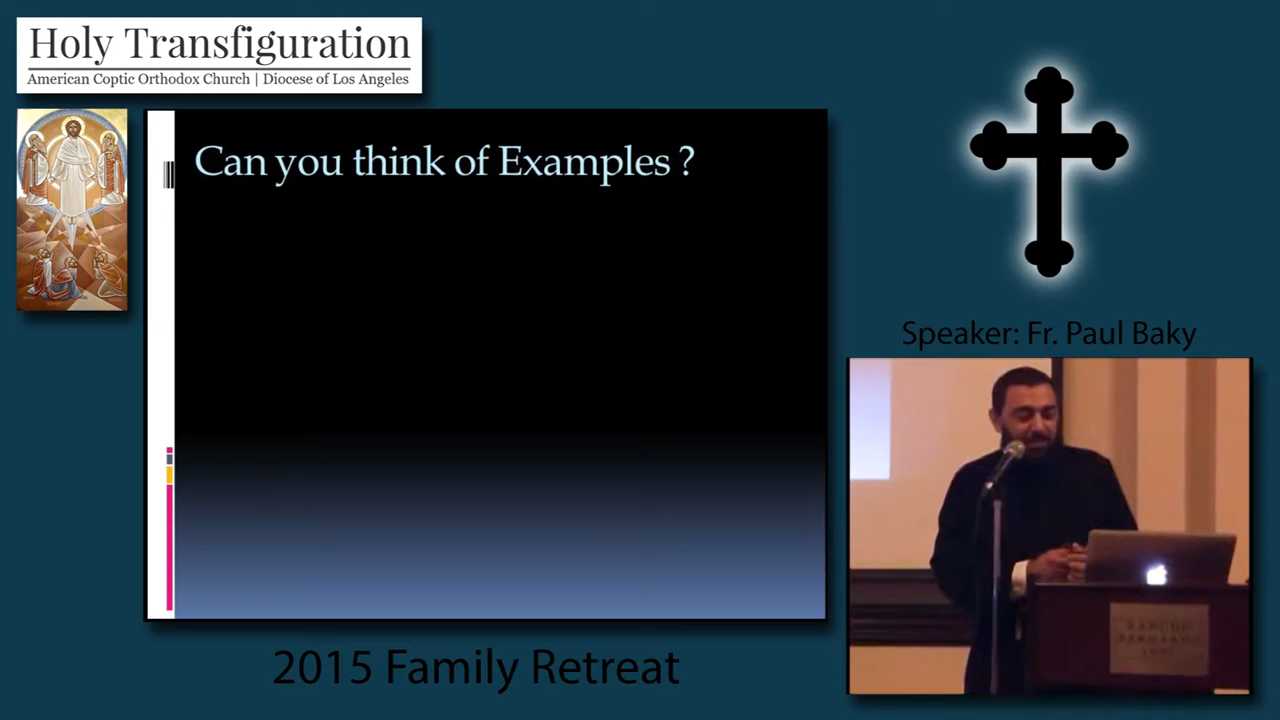 Holy Transfiguration
American Coptic Orthodox Church | Diocese of Los Angeles
Can you think of Examples ?
Speaker: Fr. Paul Baky
2015 Family Retreat